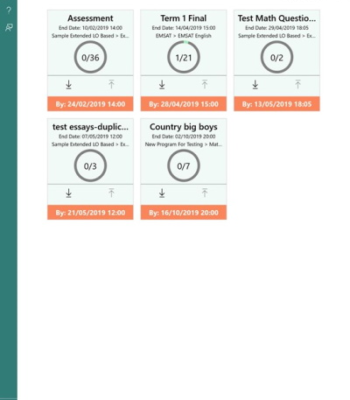 ?
Assessment
End Date: 10/02/2019 14:00
Sample Extended LO Based > Ex...
0/36
By: 24/02/2019 14:00
Term 1 Final
End Date: 14/04/2019 15:00
EMSAT > EMSAT English
1/21
By: 28/04/2019 15:00
Test Math Questio...
End Date: 29/04/2019 18:05
Sample Extended LO Based > Ex...
0/2
By: 13/05/2019 18:05
test essays-duplic...
End Date: 07/05/2019 12:00
Sample Extended LO Based > Ex...
0/3
By: 21/05/2019 12:00
Country big boys
End Date: 02/10/2019 20:00
New Program For Testing > Mat...
0/7
By: 16/10/2019 20:00